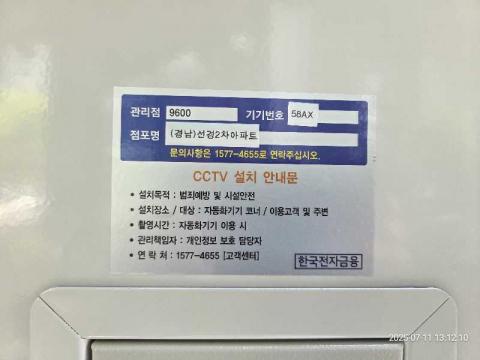 관리점 9600 기기번호 58AX
점포명 (경남)선경2차아파트
문의사항은 1577-4655로 연락주십시오.
CCTV 설치 안내문
• 설치목적 : 범죄예방 및 시설안전
• 설치장소 / 대상 : 자동화기기 코너 / 이용고객 및 주변
• 촬영시간 : 자동화기기 이용 시
• 관리책임자 : 개인정보 보호 담당자
• 연 락 처 : 1577-4655 [고객센터]
한국전자금융
2025-07-11 13:12:10